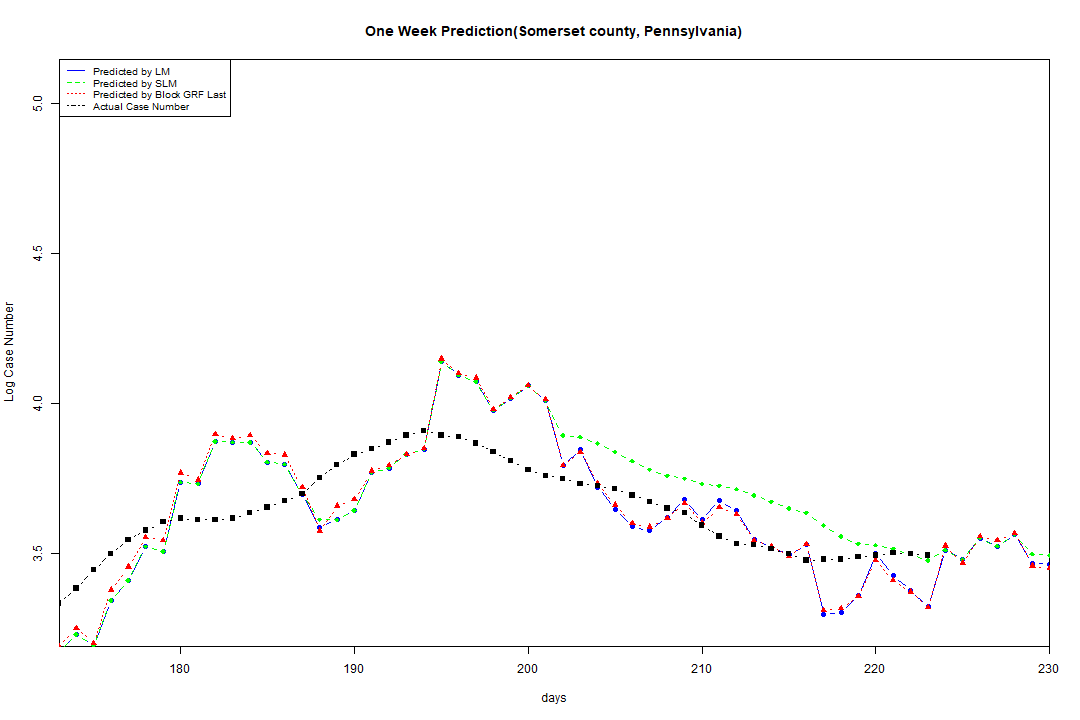 One Week Prediction(Somerset county, Pennsylvania)
Predicted by LM
Predicted by SLM
Predicted by Block GRF Last
Actual Case Number
5.0
4.5
4.0
3.5
Log Case Number
180 190 200 210 220 230
days